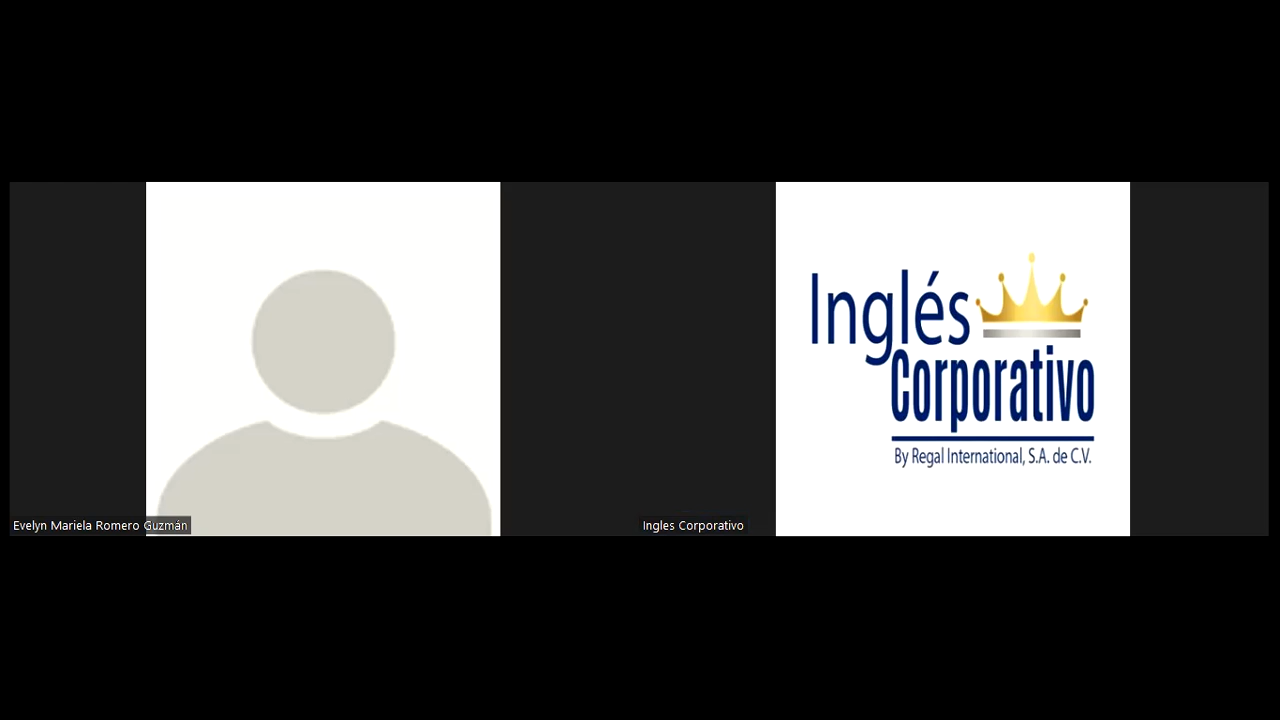 Inglés
Corporativo
By Regal International, S.A. de C.V.
Evelyn Mariela Romero Guzmán
Ingles Corporativo